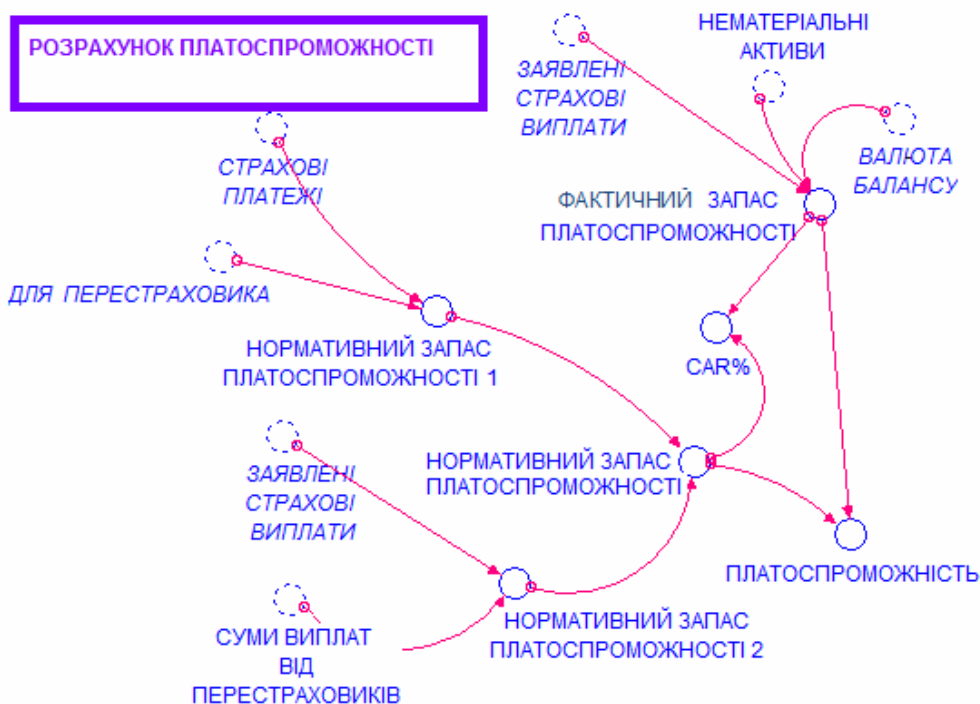 РОЗРАХУНОК ПЛАТОСПРОМОЖНОСТІ
ЗАЯВЛЕНІ
СТРАХОВІ
ВИПЛАТИ
НЕМАТЕРІАЛЬНІ
АКТИВИ
ВАЛЮТА
БАЛАНСУ
СТРАХОВІ
ПЛАТЕЖІ
ФАКТИЧНИЙ ЗАПАС
ПЛАТОСПРОМОЖНОСТІ
ДЛЯ ПЕРЕСТРАХОВИКА
НОРМАТИВНИЙ ЗАПАС
ПЛАТОСПРОМОЖНОСТІ 1
CAR%
ЗАЯВЛЕНІ
СТРАХОВІ
ВИПЛАТИ
НОРМАТИВНИЙ ЗАПАС
ПЛАТОСПРОМОЖНОСТІ
ПЛАТОСПРОМОЖНІСТЬ
СУМИ ВИПЛАТ
ВІД
ПЕРЕСТРАХОВИКІВ
НОРМАТИВНИЙ ЗАПАС
ПЛАТОСПРОМОЖНОСТІ 2